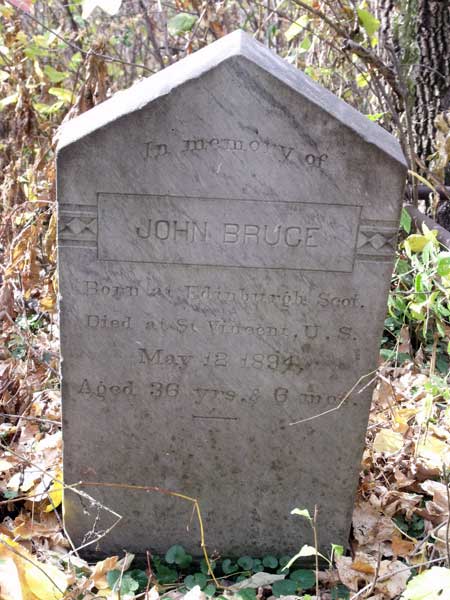 In memory of
JOHN BRUCE
Born at Edinburgh Scot.
Died at St Vincent, U.S.
May 12 1894,
Aged 36 yrs. & 6 mos.